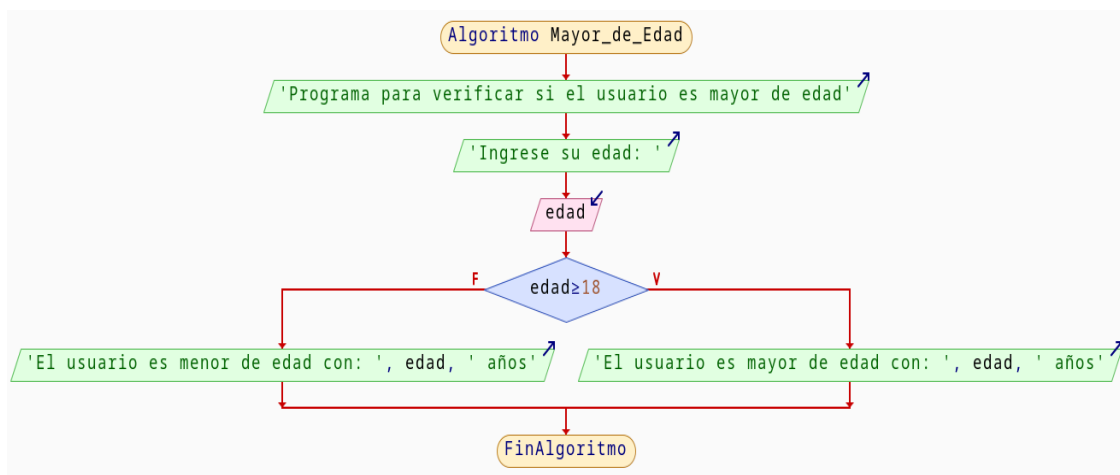 Algoritmo Mayor_de_Edad
'Programa para verificar si el usuario es mayor de edad'
'Ingrese su edad: '
edad
F
edad≥18
V
'El usuario es menor de edad con: ', edad, ' años'
'El usuario es mayor de edad con: ', edad, ' años'
FinAlgoritmo